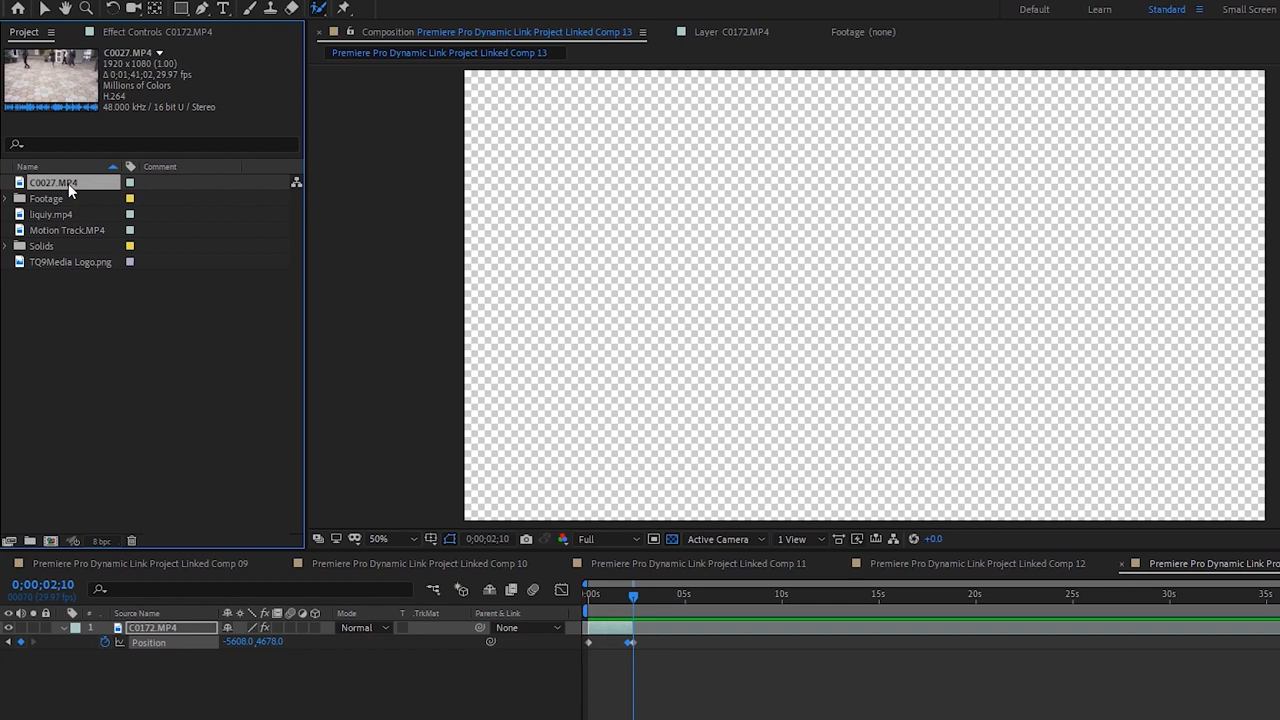 Default
Learn
Standard
Small Screen
Project
Effect Controls C0172.MP4
Composition Premiere Pro Dynamic Link Project Linked Comp 13
Layer C0172.MP4
Footage (none)
Premiere Pro Dynamic Link Project Linked Comp 13
C0027.MP4
1920 x 1080 (1.00)
Δ 0;01;41;02, 29.97 fps
Millions of Colors
H.264
48.000 kHz / 16 bit U / Stereo
Name
Comment
C0027.MP4
Footage
liquiy.mp4
Motion Track.MP4
Solids
TQ9Media Logo.png
8 bpc
50%
0;00;02;10
Full
Active Camera
1 View
+0.0
Premiere Pro Dynamic Link Project Linked Comp 09
Premiere Pro Dynamic Link Project Linked Comp 10
Premiere Pro Dynamic Link Project Linked Comp 11
Premiere Pro Dynamic Link Project Linked Comp 12
Premiere Pro Dynamic Link Pro
0;00;02;10
00070 (29.97 fps)
:00s
05s
10s
15s
20s
25s
30s
35s
#
Source Name
fx
Mode
T
.TrkMat
Parent & Link
1
C0172.MP4
fx
Normal
None
Position
-5608.0,4678.0